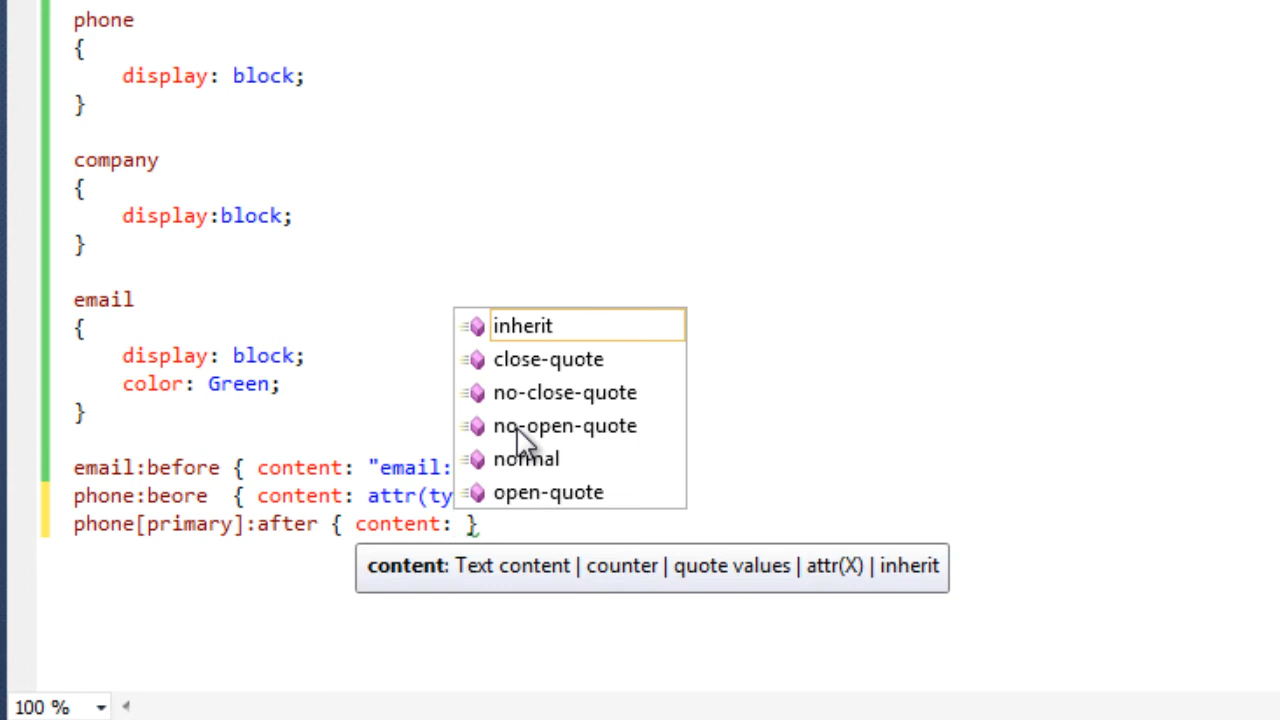 phone
{
display: block;
}
company
{
display:block;
}
email
{
display: block;
color: Green;
}
inherit
close-quote
no-close-quote
no-open-quote
normal
open-quote
email:before { content: "email:
phone:beore { content: attr(ty
phone[primary]:after { content: }
content: Text content | counter | quote values | attr(X) | inherit
100 %